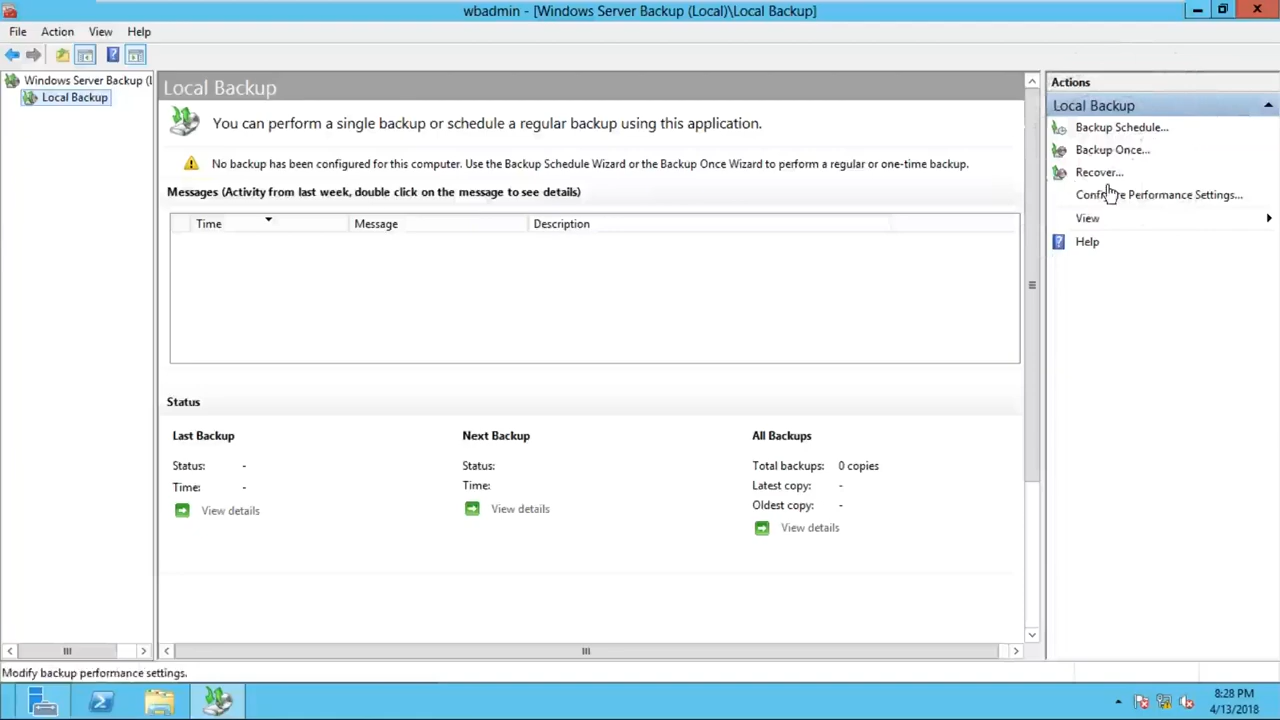 wbadmin - [Windows Server Backup (Local)\Local Backup]
File Action View Help
Windows Server Backup (l
Local Backup
Local Backup
You can perform a single backup or schedule a regular backup using this application.
No backup has been configured for this computer. Use the Backup Schedule Wizard or the Backup Once Wizard to perform a regular or one-time backup.
Messages (Activity from last week, double click on the message to see details)
Time Message Description
Status
Last Backup Next Backup All Backups
Status: - Status: Total backups: 0 copies
Time: - Time: Latest copy: -
Oldest copy: -
View details View details View details
Actions
Local Backup
Backup Schedule...
Backup Once...
Recover...
Configure Performance Settings...
View
Help
Modify backup performance settings.
8:28 PM
4/13/2018